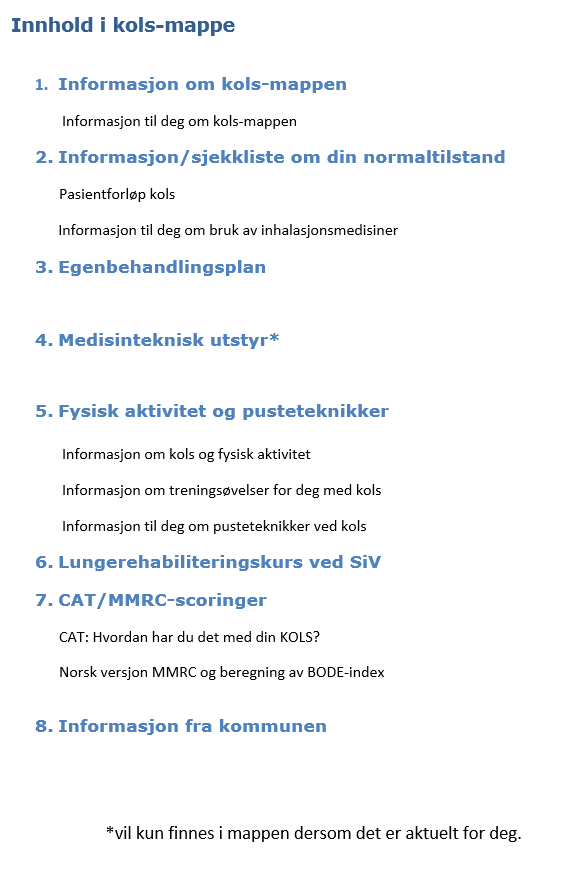 Innhold i kols-mappe
1. Informasjon om kols-mappen
Informasjon til deg om kols-mappen
2. Informasjon/sjekkliste om din normaltilstand
Pasientforløp kols
Informasjon til deg om bruk av inhalasjonsmedisiner
3. Egenbehandlingsplan
4. Medisinteknisk utstyr*
5. Fysisk aktivitet og pusteteknikker
Informasjon om kols og fysisk aktivitet
Informasjon om treningsøvelser for deg med kols
Informasjon til deg om pusteteknikker ved kols
6. Lungerehabiliteringskurs ved SiV
7. CAT/MMRC-scoringer
CAT: Hvordan har du det med din KOLS?
Norsk versjon MMRC og beregning av BODE-index
8. Informasjon fra kommunen
*vil kun finnes i mappen dersom det er aktuelt for deg.